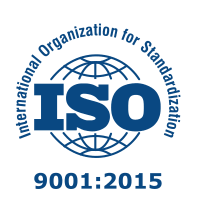 International Organization for Standardization
ISO
9001:2015